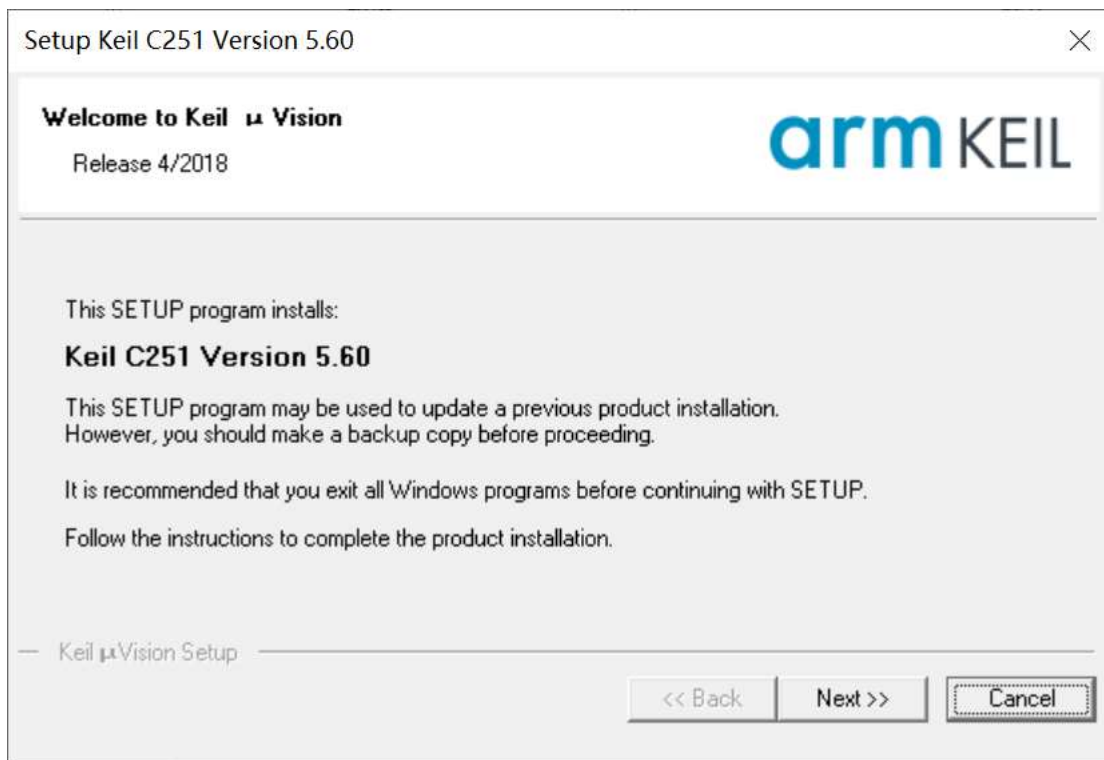 Setup Keil C251 Version 5.60
Welcome to Keil μ Vision
Release 4/2018
arm KEIL
This SETUP program installs:
Keil C251 Version 5.60
This SETUP program may be used to update a previous product installation.
However, you should make a backup copy before proceeding.
It is recommended that you exit all Windows programs before continuing with SETUP.
Follow the instructions to complete the product installation.
Keil μVision Setup
<< Back
Next >>
Cancel